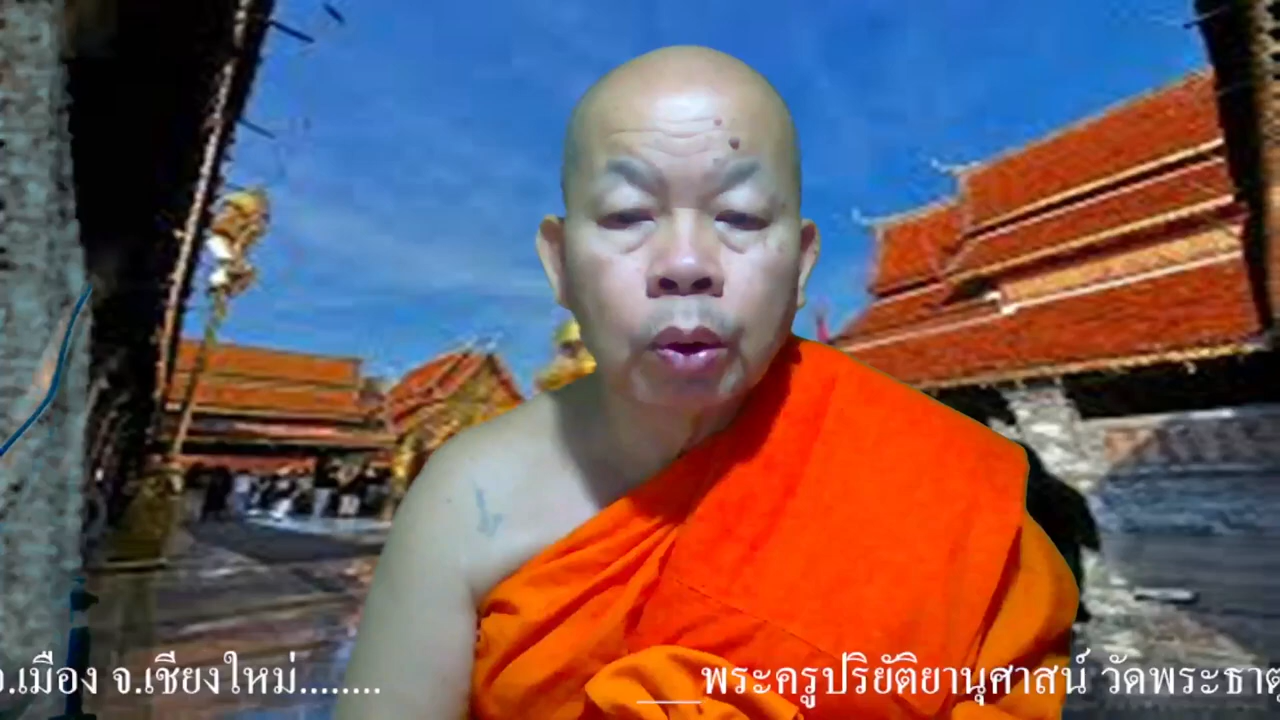 อ.เมือง จ.เชียงใหม่........ พระครูปริยัติยานุศาสน์ วัดพระธาตุ